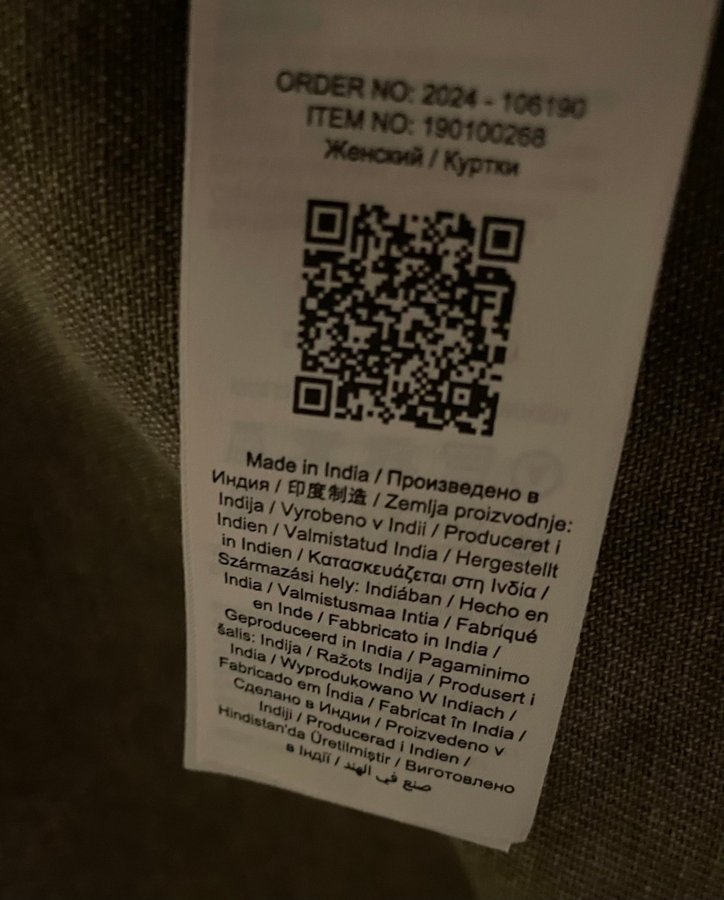 ORDER NO: 2024 - 106190
ITEM NO: 190100268
Женский / Куртки
Made in India / Произведено в
Индия / 印度制造 / Zemlja proizvodnje:
Indija / Vyrobeno v Indii / Produceret i
Indien / Valmistatud India / Hergestellt
in Indien / Κατασκευάζεται στη Ινδία /
Származási hely: Indiában / Hecho en
India / Valmistusmaa Intia / Fabriqué
en Inde / Fabbricato in India /
Geproduceerd in India / Pagaminimo
šalis: Indija / Ražots Indija / Produsert i
India / Wyprodukowano W Indiach /
Fabricado em Índia / Fabricat în India /
Сделано в Индии / Proizvedeno v
Indiji / Producerad i Indien /
Hindistan'da Üretilmiştir / Виготовлено
в Індії / صنع في الهند